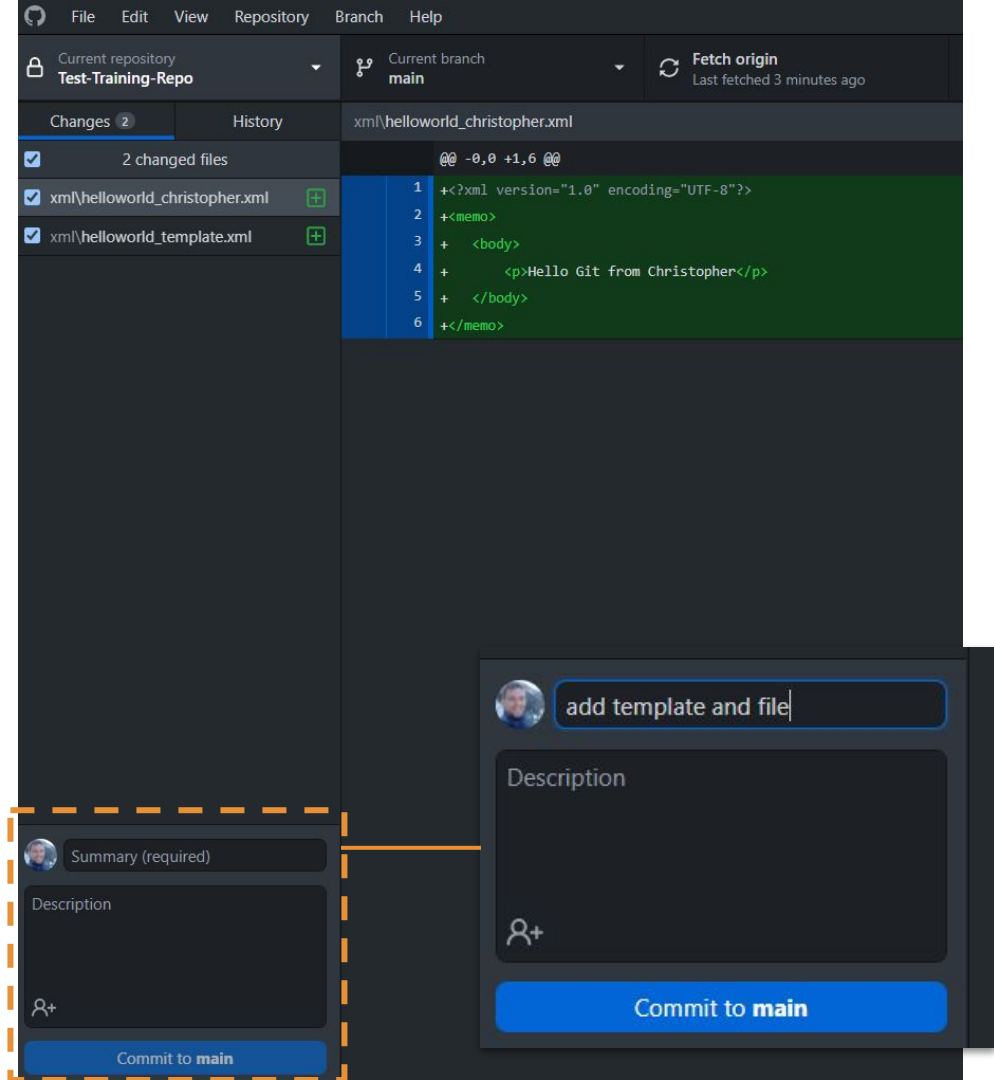 File Edit View Repository Branch Help
Current repository
Test-Training-Repo
Current branch
main
Fetch origin
Last fetched 3 minutes ago
Changes 2
History
xml\helloworld_christopher.xml
2 changed files
xml\helloworld_christopher.xml
xml\helloworld_template.xml
@@ -0,0 +1,6 @@
1 +<?xml version="1.0" encoding="UTF-8"?>
2 +<memo>
3 + <body>
4 + <p>Hello Git from Christopher</p>
5 + </body>
6 +</memo>
Summary (required)
Description
Commit to main
add template and file
Description
Commit to main